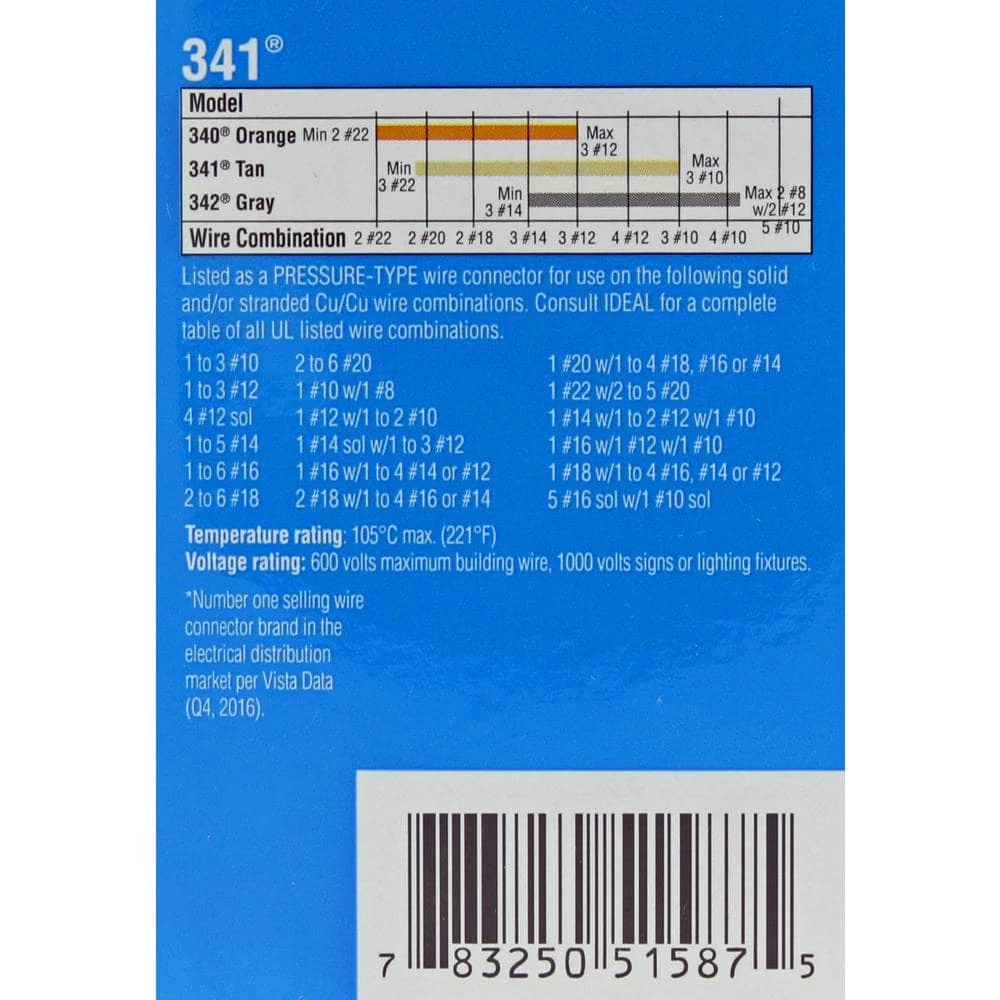 341®
Model
340® Orange Min 2 #22 Max 3 #12
341® Tan Min 3 #22 Max 3 #10
342® Gray Min 3 #14 Max 2 #8 w/2 #12
Wire Combination 2 #22 2 #20 2 #18 3 #14 3 #12 4 #12 3 #10 4 #10 5 #10
Listed as a PRESSURE-TYPE wire connector for use on the following solid
and/or stranded Cu/Cu wire combinations. Consult IDEAL for a complete
table of all UL listed wire combinations.
1 to 3 #10 2 to 6 #20 1 #20 w/1 to 4 #18, #16 or #14
1 to 3 #12 1 #10 w/1 #8 1 #22 w/2 to 5 #20
4 #12 sol 1 #12 w/1 to 2 #10 1 #14 w/1 to 2 #12 w/1 #10
1 to 5 #14 1 #14 sol w/1 to 3 #12 1 #16 w/1 #12 w/1 #10
1 to 6 #16 1 #16 w/1 to 4 #14 or #12 1 #18 w/1 to 4 #16, #14 or #12
2 to 6 #18 2 #18 w/1 to 4 #16 or #14 5 #16 sol w/1 #10 sol
Temperature rating: 105°C max. (221°F)
Voltage rating: 600 volts maximum building wire, 1000 volts signs or lighting fixtures.
*Number one selling wire
connector brand in the
electrical distribution
market per Vista Data
(Q4, 2016).
7 83250 51587 5